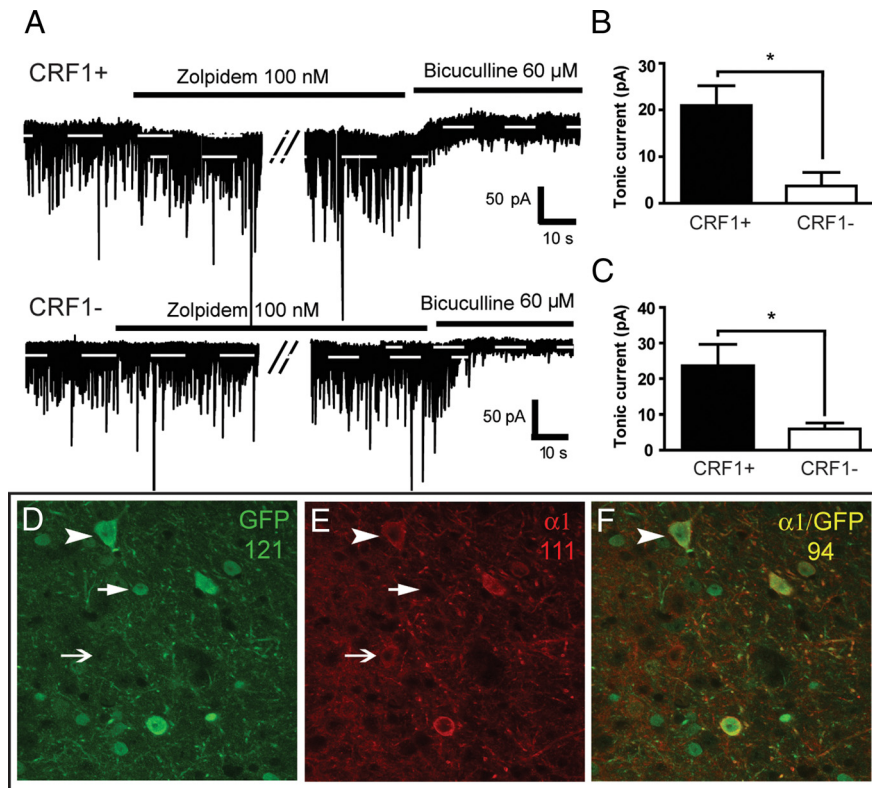 A
CRF1+
Zolpidem 100 nM
Bicuculline 60 µM
50 pA
10 s
CRF1-
Zolpidem 100 nM
Bicuculline 60 µM
50 pA
10 s
B
Tonic current (pA)
30
20
10
0
*
CRF1+
CRF1-
C
Tonic current (pA)
40
30
20
10
0
*
CRF1+
CRF1-
D
GFP
121
E
α1
111
F
α1/GFP
94